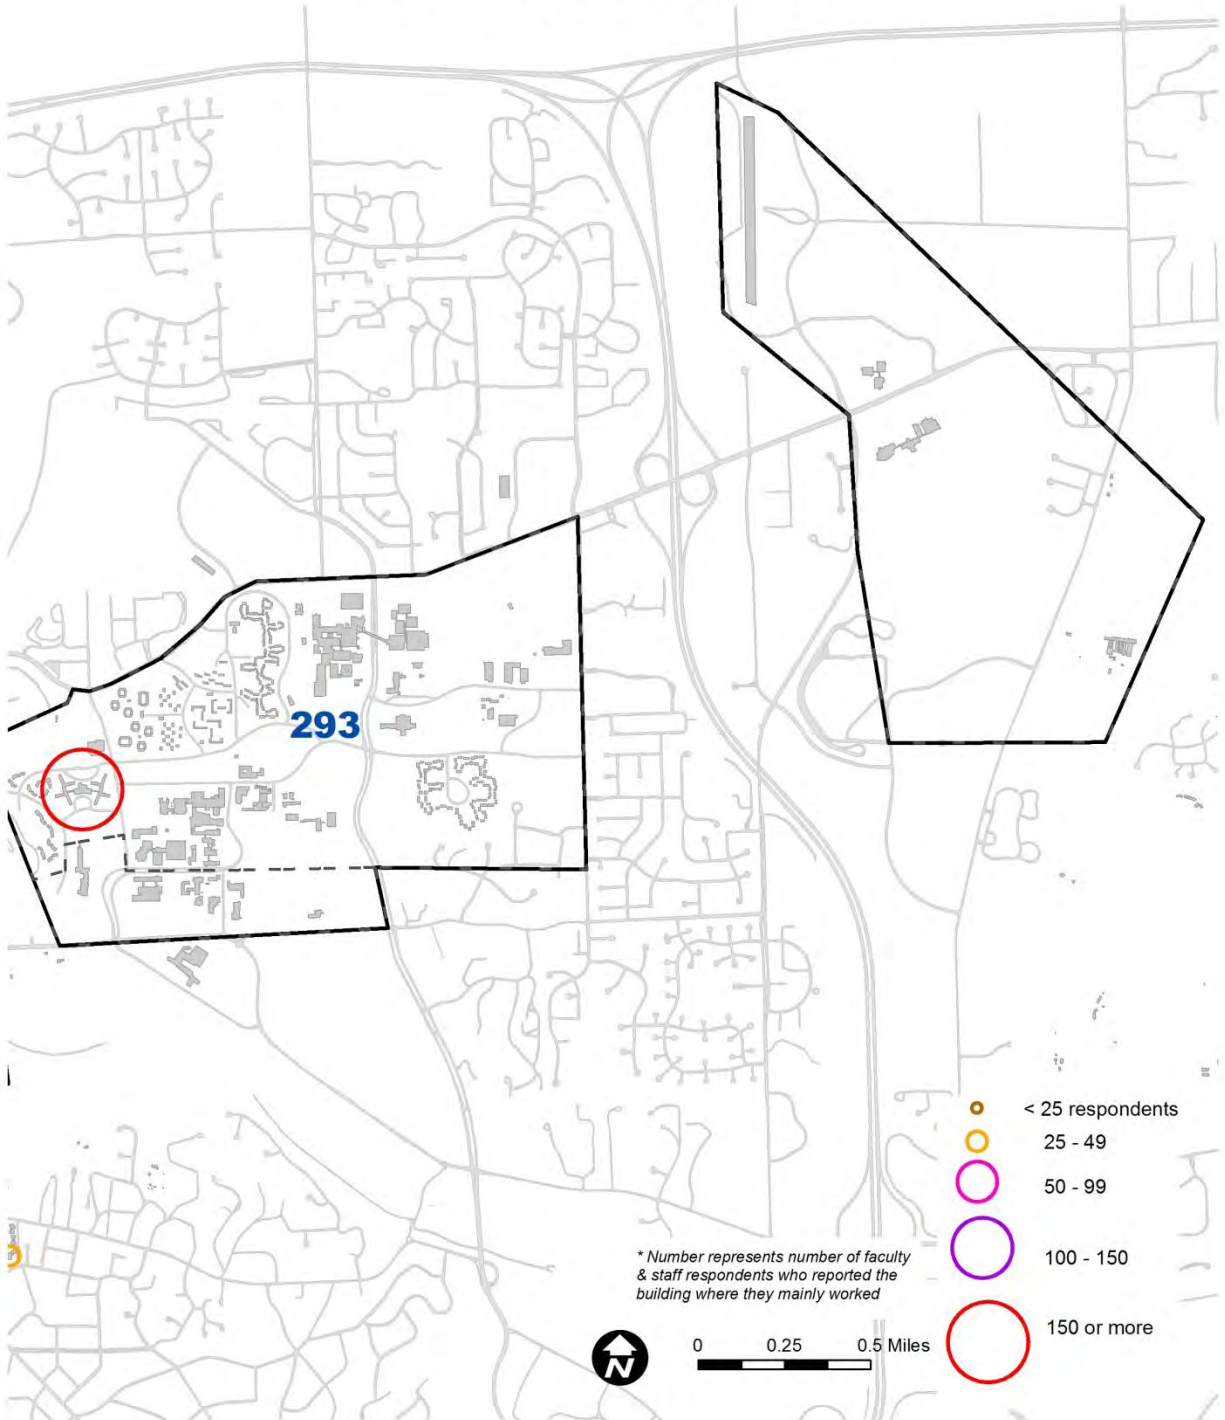 293
< 25 respondents
25 - 49
50 - 99
100 - 150
150 or more
* Number represents number of faculty
& staff respondents who reported the
building where they mainly worked
N
0 0.25 0.5 Miles